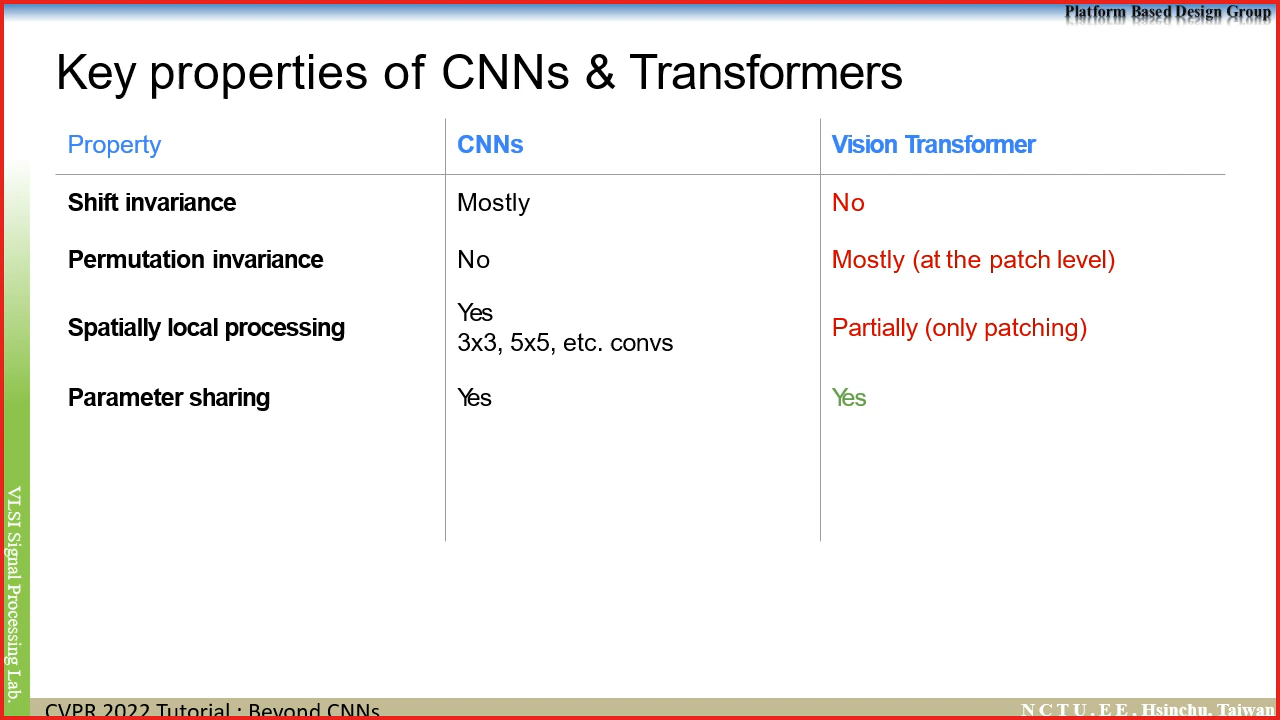 Platform Based Design Group
Key properties of CNNs & Transformers
Property CNNs Vision Transformer
Shift invariance Mostly No
Permutation invariance No Mostly (at the patch level)
Spatially local processing Yes Partially (only patching)
3x3, 5x5, etc. convs
Parameter sharing Yes Yes
VLSI Signal Processing Lab.
CVPR 2022 Tutorial : Beyond CNNs
N C T U . E E . Hsinchu, Taiwan